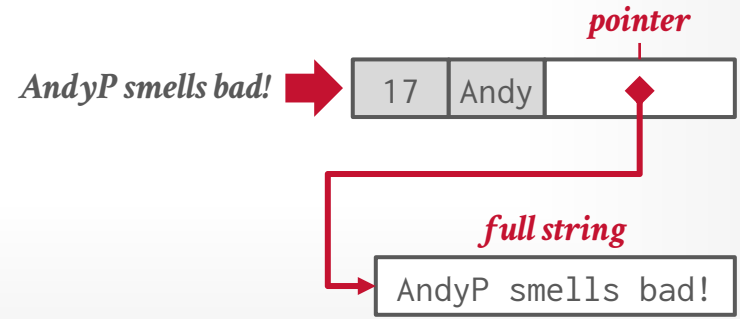 pointer
AndyP smells bad!
17
Andy
full string
AndyP smells bad!